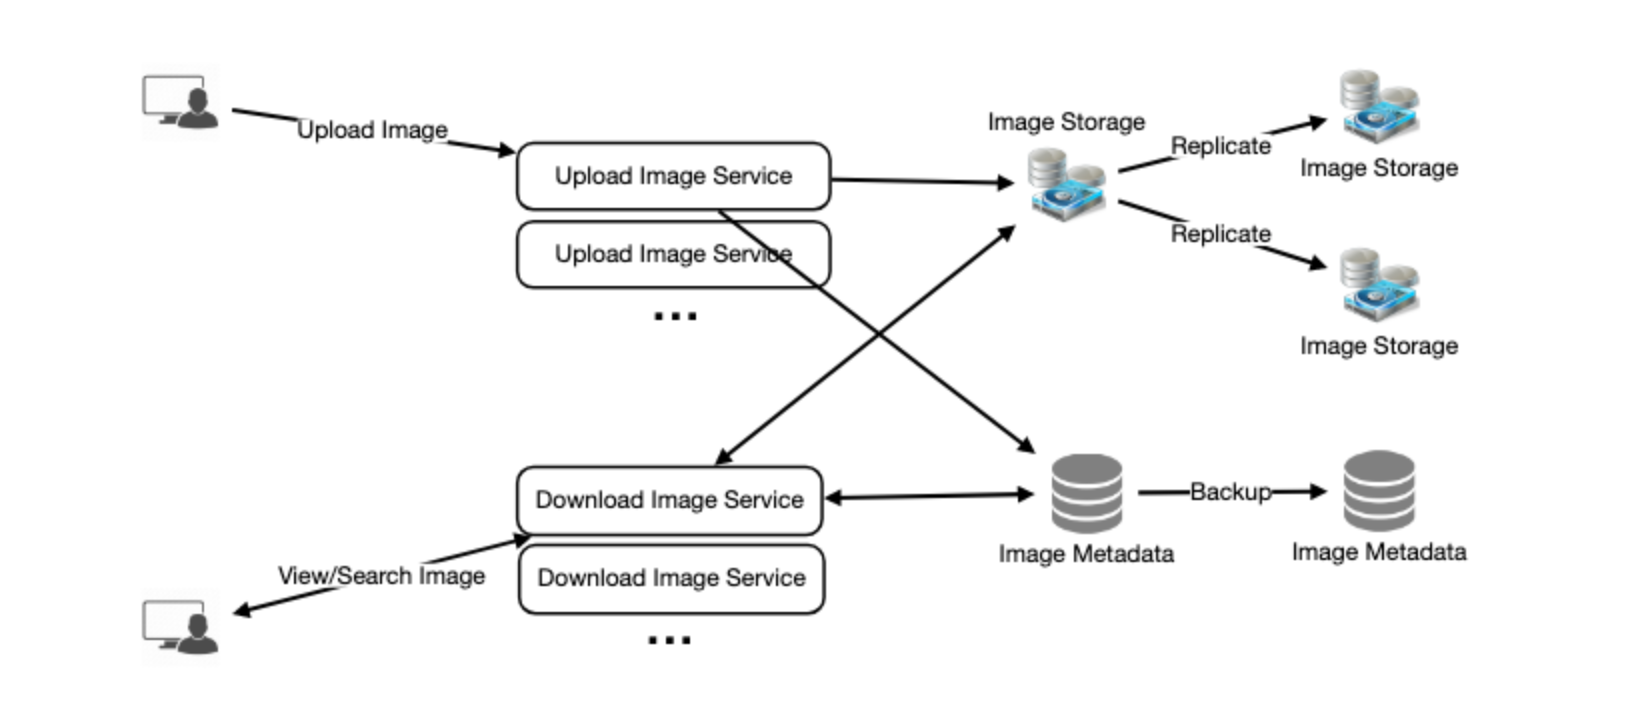 Upload Image
Upload Image Service
Upload Image Service
...
Image Storage
Replicate
Image Storage
Replicate
Image Storage
View/Search Image
Download Image Service
Download Image Service
...
Image Metadata
Backup
Image Metadata